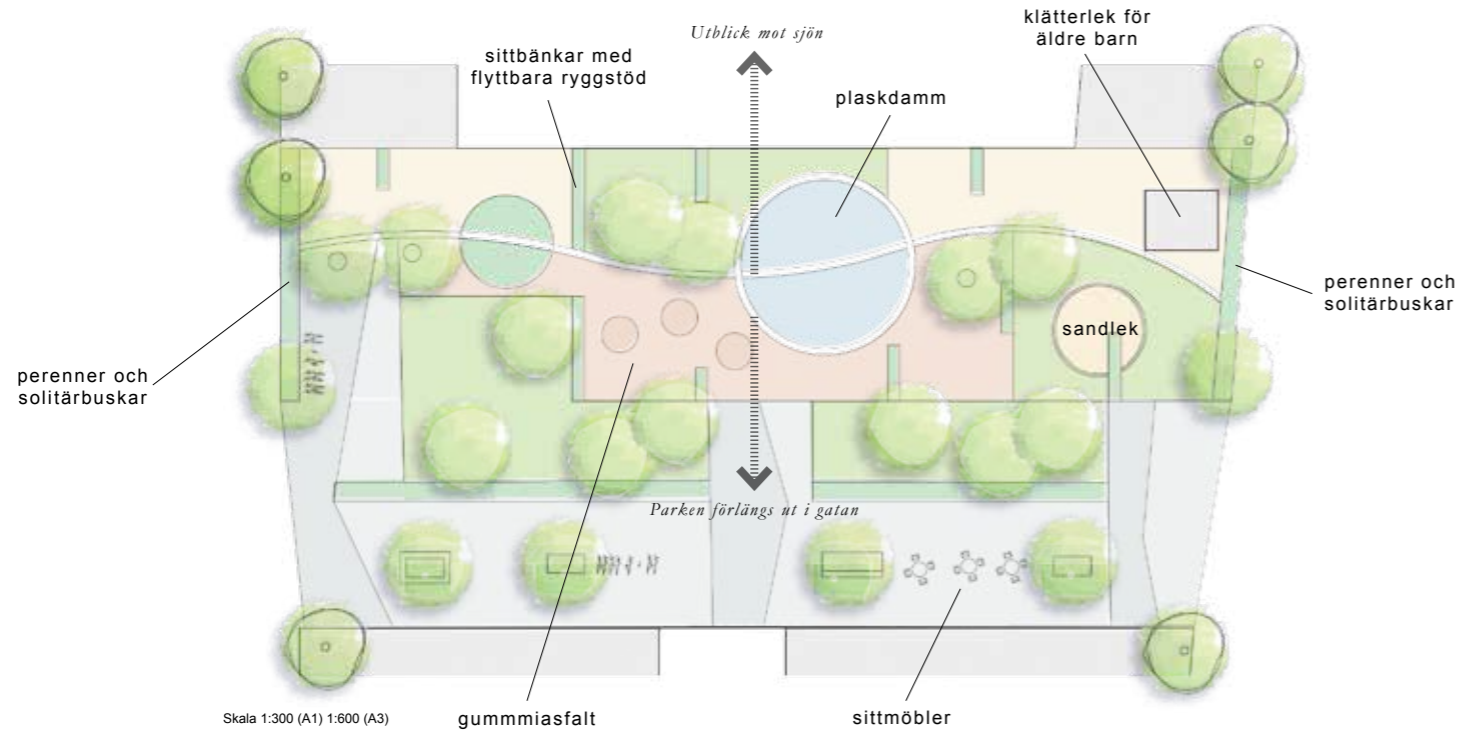 klätterlek för
äldre barn
Utblick mot sjön
sittbänkar med
flyttbara ryggstöd
plaskdamm
perenner och
solitärbuskar
sandlek
perenner och
solitärbuskar
Parken förlängs ut i gatan
Skala 1:300 (A1) 1:600 (A3)
gummmiasfalt
sittmöbler